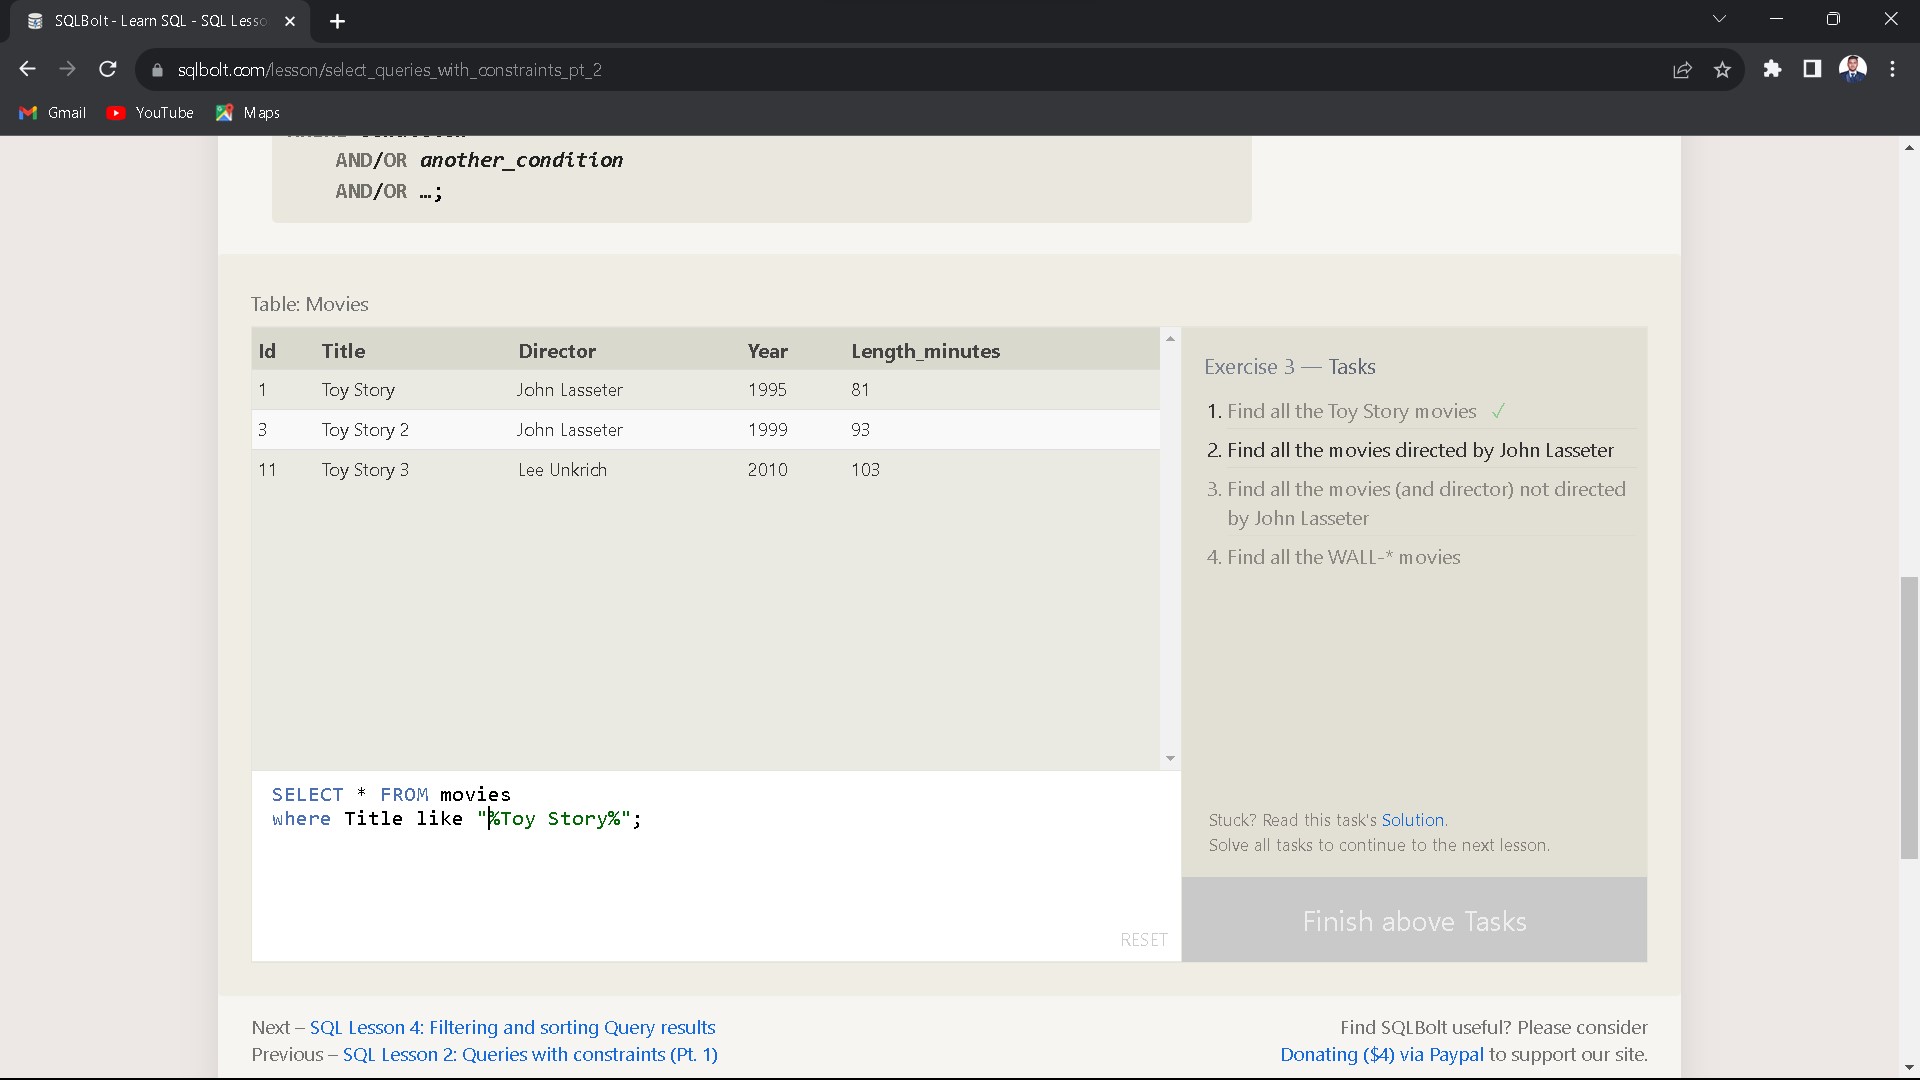 SQLBolt - Learn SQL - SQL Lesso
sqlbolt.com/lesson/select_queries_with_constraints_pt_2
Gmail YouTube Maps
AND/OR another_condition
AND/OR …;
Table: Movies
Id Title Director Year Length_minutes
1 Toy Story John Lasseter 1995 81
3 Toy Story 2 John Lasseter 1999 93
11 Toy Story 3 Lee Unkrich 2010 103
SELECT * FROM movies
where Title like "%Toy Story%";
RESET
Exercise 3 — Tasks
1. Find all the Toy Story movies ✓
2. Find all the movies directed by John Lasseter
3. Find all the movies (and director) not directed
by John Lasseter
4. Find all the WALL-* movies
Stuck? Read this task's Solution.
Solve all tasks to continue to the next lesson.
Finish above Tasks
Next – SQL Lesson 4: Filtering and sorting Query results
Previous – SQL Lesson 2: Queries with constraints (Pt. 1)
Find SQLBolt useful? Please consider
Donating ($4) via Paypal to support our site.